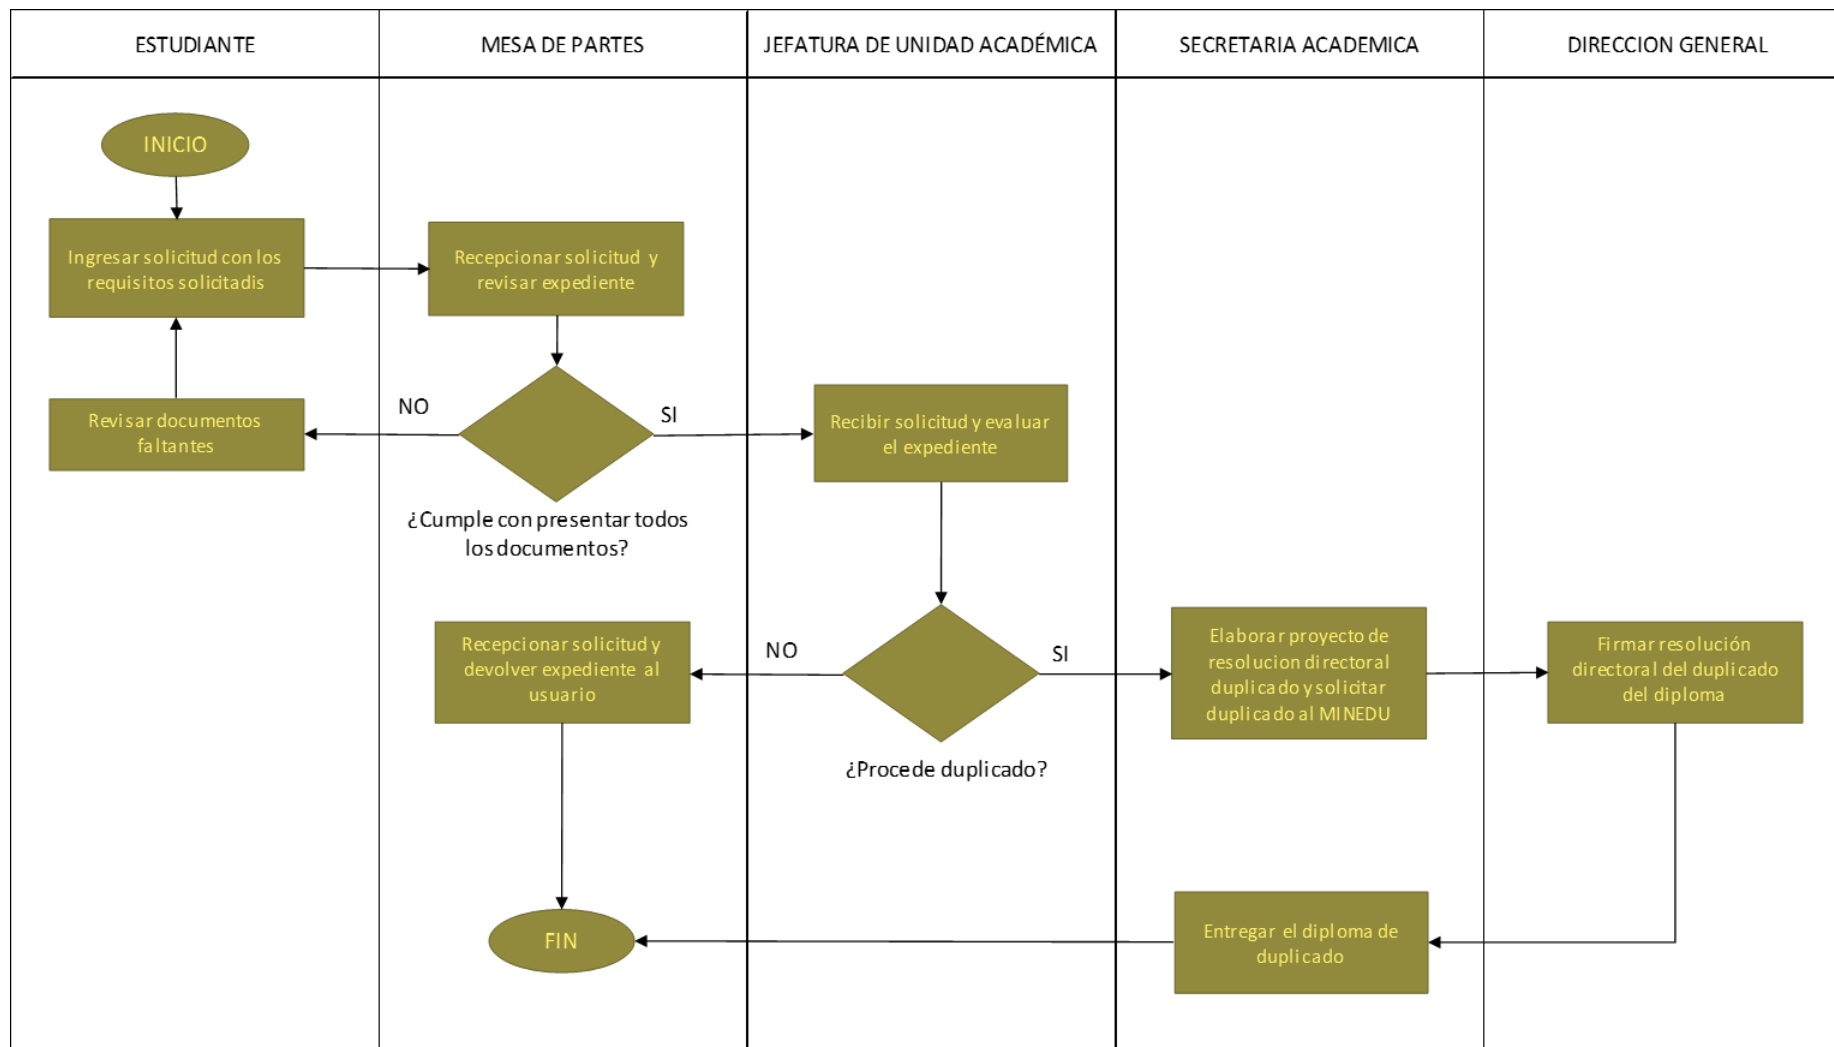 ESTUDIANTE
MESA DE PARTES
JEFATURA DE UNIDAD ACADÉMICA
SECRETARIA ACADEMICA
DIRECCION GENERAL
INICIO
Ingresar solicitud con los
requisitos solicitadis
Recepcionar solicitud y
revisar expediente
Revisar documentos
faltantes
NO
SI
¿Cumple con presentar todos
los documentos?
Recibir solicitud y evaluar
el expediente
Recepcionar solicitud y
devolver expediente al
usuario
NO
SI
¿Procede duplicado?
Elaborar proyecto de
resolucion directoral
duplicado y solicitar
duplicado al MINEDU
Firmar resolución
directoral del duplicado
del diploma
FIN
Entregar el diploma de
duplicado